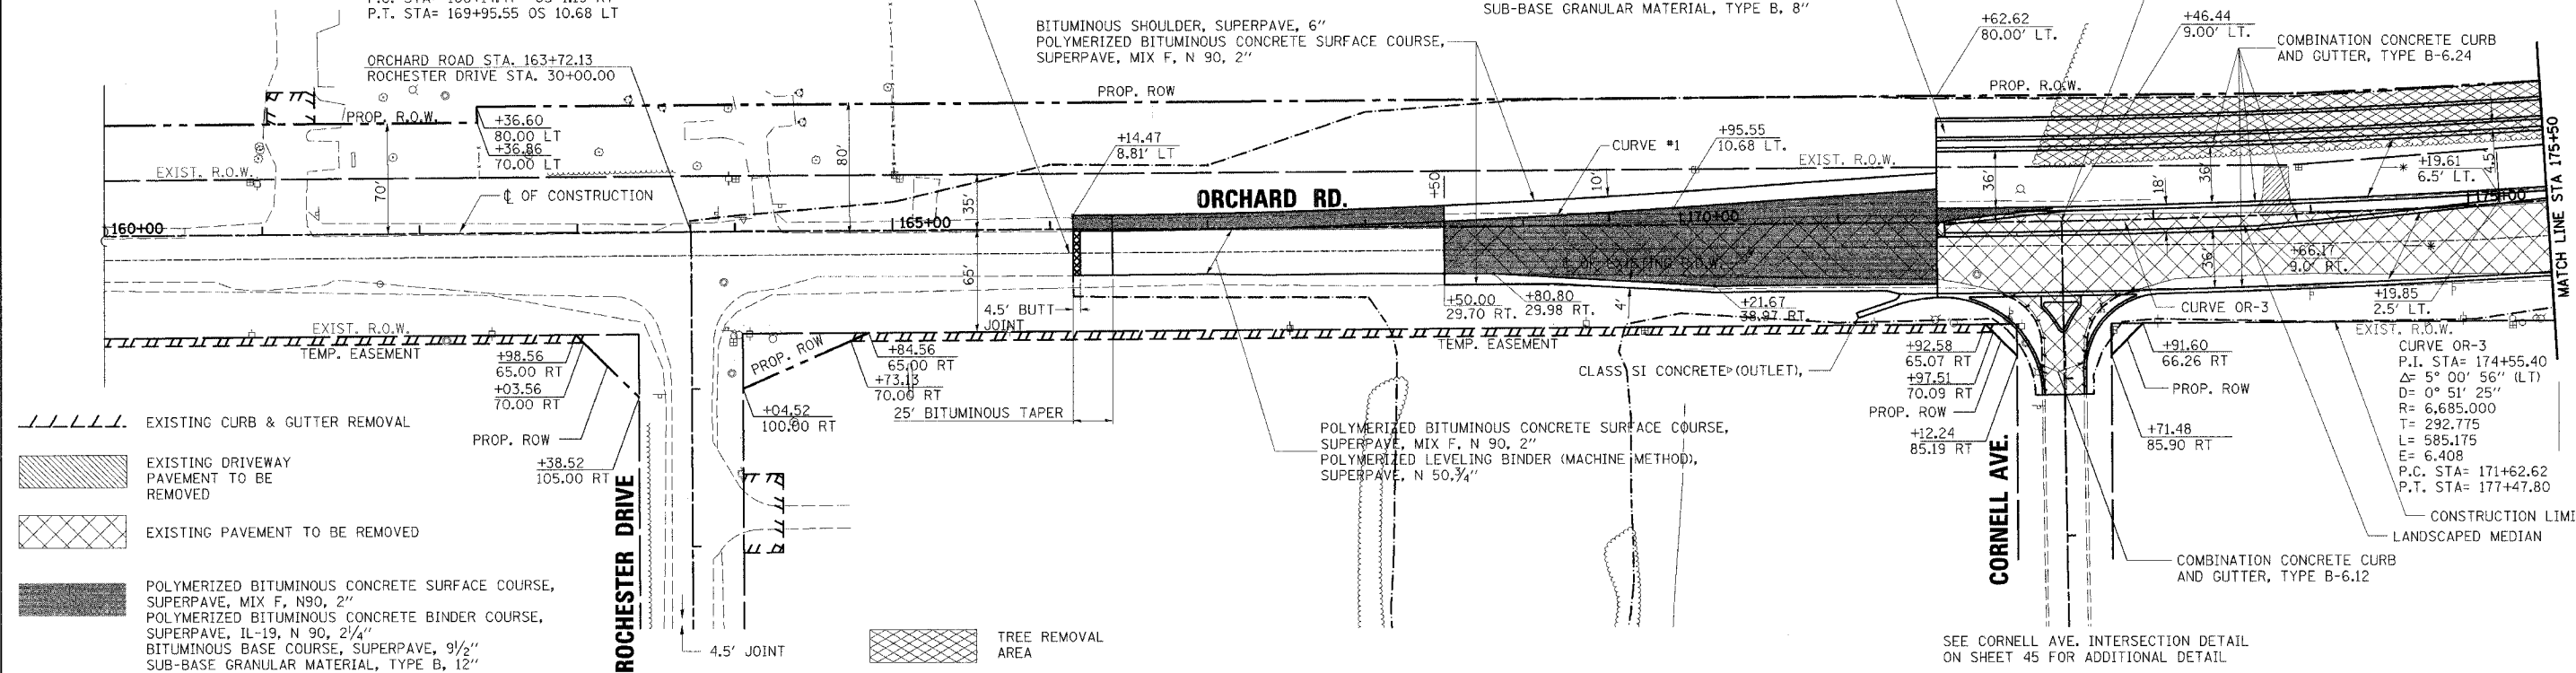 P.T. STA= 169+95.55 OS 10.68 LT
ORCHARD ROAD STA. 163+72.13
ROCHESTER DRIVE STA. 30+00.00
BITUMINOUS SHOULDER, SUPERPAVE, 6"
POLYMERIZED BITUMINOUS CONCRETE SURFACE COURSE,
SUPERPAVE, MIX F, N 90, 2"
SUB-BASE GRANULAR MATERIAL, TYPE B, 8"
+62.62
80.00' LT.
+46.44
9.00' LT.
COMBINATION CONCRETE CURB
AND GUTTER, TYPE B-6.24
PROP. R.O.W.
+36.60
80.00 LT
+36.86
70.00 LT
PROP. ROW
PROP. R.O.W.
EXIST. R.O.W.
70'
℄ OF CONSTRUCTION
80'
35'
65'
+14.47
8.81' LT
ORCHARD RD.
+50
10'
CURVE #1
+95.55
10.68 LT.
EXIST. R.O.W.
36'
18'
36'
4.5'
+19.61
6.5' LT.
160+00
165+00
170+00
175+00
MATCH LINE STA 175+50
℄ OF EXISTING R.O.W.
+66.17
9.0' RT.
36'
4.5' BUTT
JOINT
+50.00
29.70 RT.
+80.80
29.98 RT.
4'
+21.67
38.97 RT.
CURVE OR-3
+19.85
2.5' LT.
EXIST. R.O.W.
TEMP. EASEMENT
+98.56
65.00 RT
+03.56
70.00 RT
PROP. ROW
+84.56
65.00 RT
+73.13
70.00 RT
25' BITUMINOUS TAPER
+04.52
100.00 RT
PROP. ROW
+38.52
105.00 RT
TEMP. EASEMENT
CLASS SI CONCRETE (OUTLET),
+92.58
65.07 RT
+97.51
70.09 RT
PROP. ROW
+12.24
85.19 RT
+91.60
66.26 RT
PROP. ROW
+71.48
85.90 RT
EXIST. R.O.W.
CURVE OR-3
P.I. STA= 174+55.40
Δ= 5° 00' 56" (LT)
D= 0° 51' 25"
R= 6,685.000
T= 292.775
L= 585.175
E= 6.408
P.C. STA= 171+62.62
P.T. STA= 177+47.80
CONSTRUCTION LIMI
LANDSCAPED MEDIAN
COMBINATION CONCRETE CURB
AND GUTTER, TYPE B-6.12
POLYMERIZED BITUMINOUS CONCRETE SURFACE COURSE,
SUPERPAVE, MIX F, N 90, 2"
POLYMERIZED LEVELING BINDER (MACHINE METHOD),
SUPERPAVE, N 50, 3/4"
EXISTING CURB & GUTTER REMOVAL
EXISTING DRIVEWAY
PAVEMENT TO BE
REMOVED
EXISTING PAVEMENT TO BE REMOVED
POLYMERIZED BITUMINOUS CONCRETE SURFACE COURSE,
SUPERPAVE, MIX F, N90, 2"
POLYMERIZED BITUMINOUS CONCRETE BINDER COURSE,
SUPERPAVE, IL-19, N 90, 2 1/4"
BITUMINOUS BASE COURSE, SUPERPAVE, 9 1/2"
SUB-BASE GRANULAR MATERIAL, TYPE B, 12"
ROCHESTER DRIVE
4.5' JOINT
TREE REMOVAL
AREA
CORNELL AVE.
SEE CORNELL AVE. INTERSECTION DETAIL
ON SHEET 45 FOR ADDITIONAL DETAIL